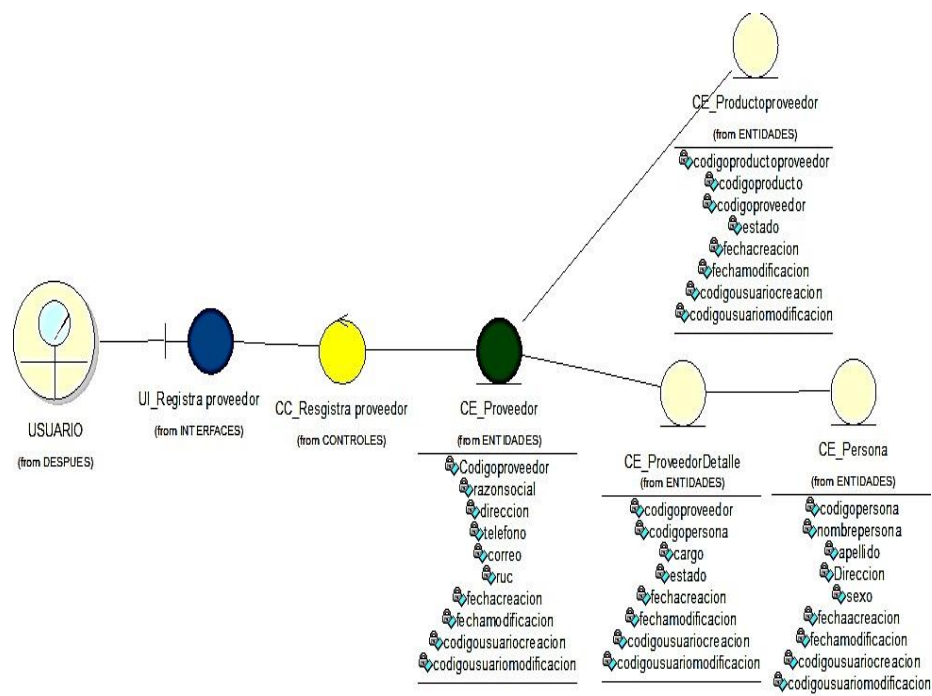 CE_Productoproveedor
(from ENTIDADES)
codigoproductoproveedor
codigoproducto
codigoproveedor
estado
fechacreacion
fechamodificacion
codigousuariocreacion
codigousuariomodificacion
USUARIO
(from DESPUES)
UI_Registra proveedor
(from INTERFACES)
CC_Resgistra proveedor
(from CONTROLES)
CE_Proveedor
(from ENTIDADES)
Codigoproveedor
razonsocial
direccion
telefono
correo
ruc
fechacreacion
fechamodificacion
codigousuariocreacion
codigousuariomodificacion
CE_ProveedorDetalle
(from ENTIDADES)
codigoproveedor
codigopersona
cargo
estado
fechacreacion
fechamodificacion
codigousuariocreacion
codigousuariomodificacion
CE_Persona
(from ENTIDADES)
codigopersona
nombrepersona
apellido
Direccion
sexo
fechaacreacion
fechamodificacion
codigousuariocreacion
codigousuariomodificacion